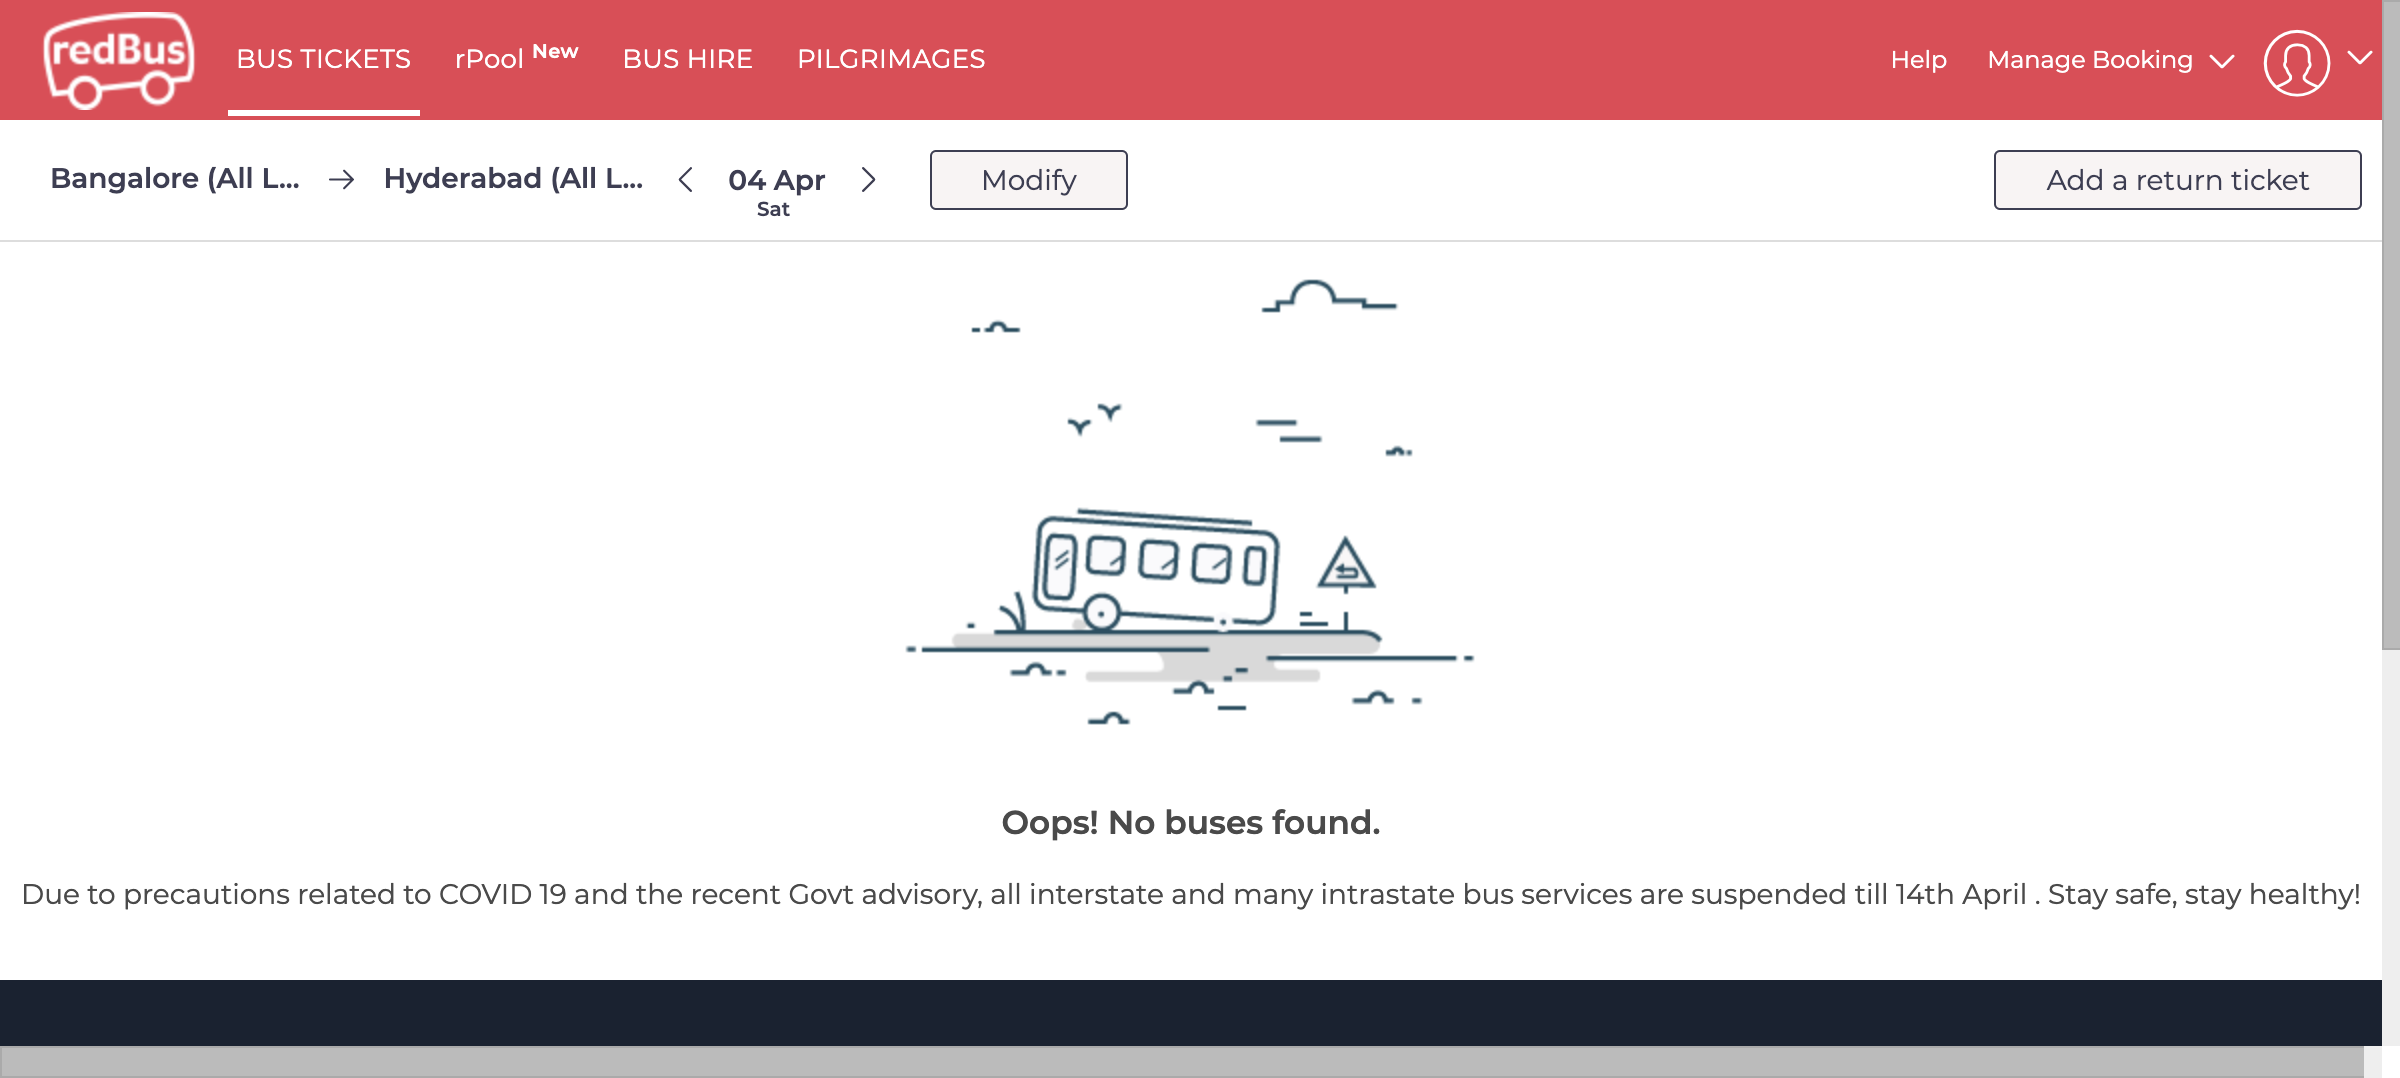 redBus
BUS TICKETS rPool New BUS HIRE PILGRIMAGES Help Manage Booking
Bangalore (All L... → Hyderabad (All L... < 04 Apr > Modify Add a return ticket
Sat
Oops! No buses found.
Due to precautions related to COVID 19 and the recent Govt advisory, all interstate and many intrastate bus services are suspended till 14th April . Stay safe, stay healthy!